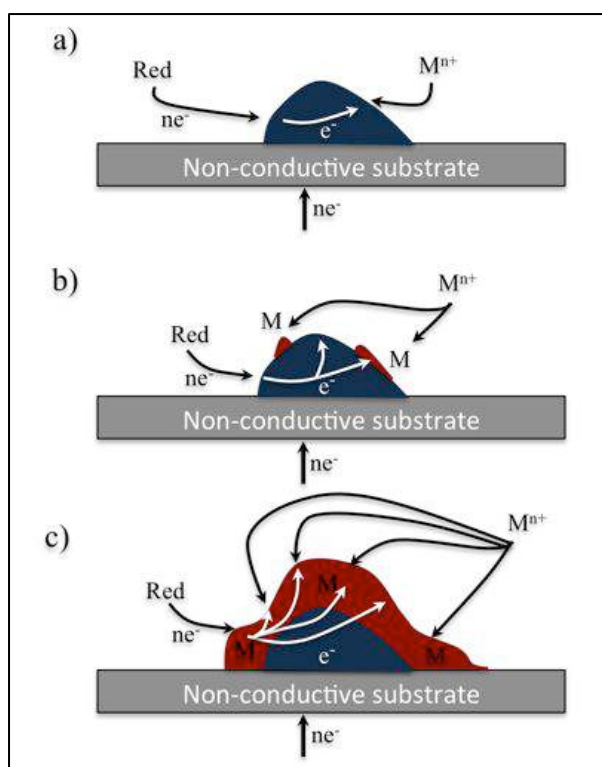 a)
Red
ne⁻
Mⁿ⁺
e⁻
Non-conductive substrate
ne⁻
b)
Mⁿ⁺
M
Red
M
ne⁻
e⁻
Non-conductive substrate
ne⁻
c)
Mⁿ⁺
Red
M
ne⁻
M
M
e⁻
Non-conductive substrate
ne⁻